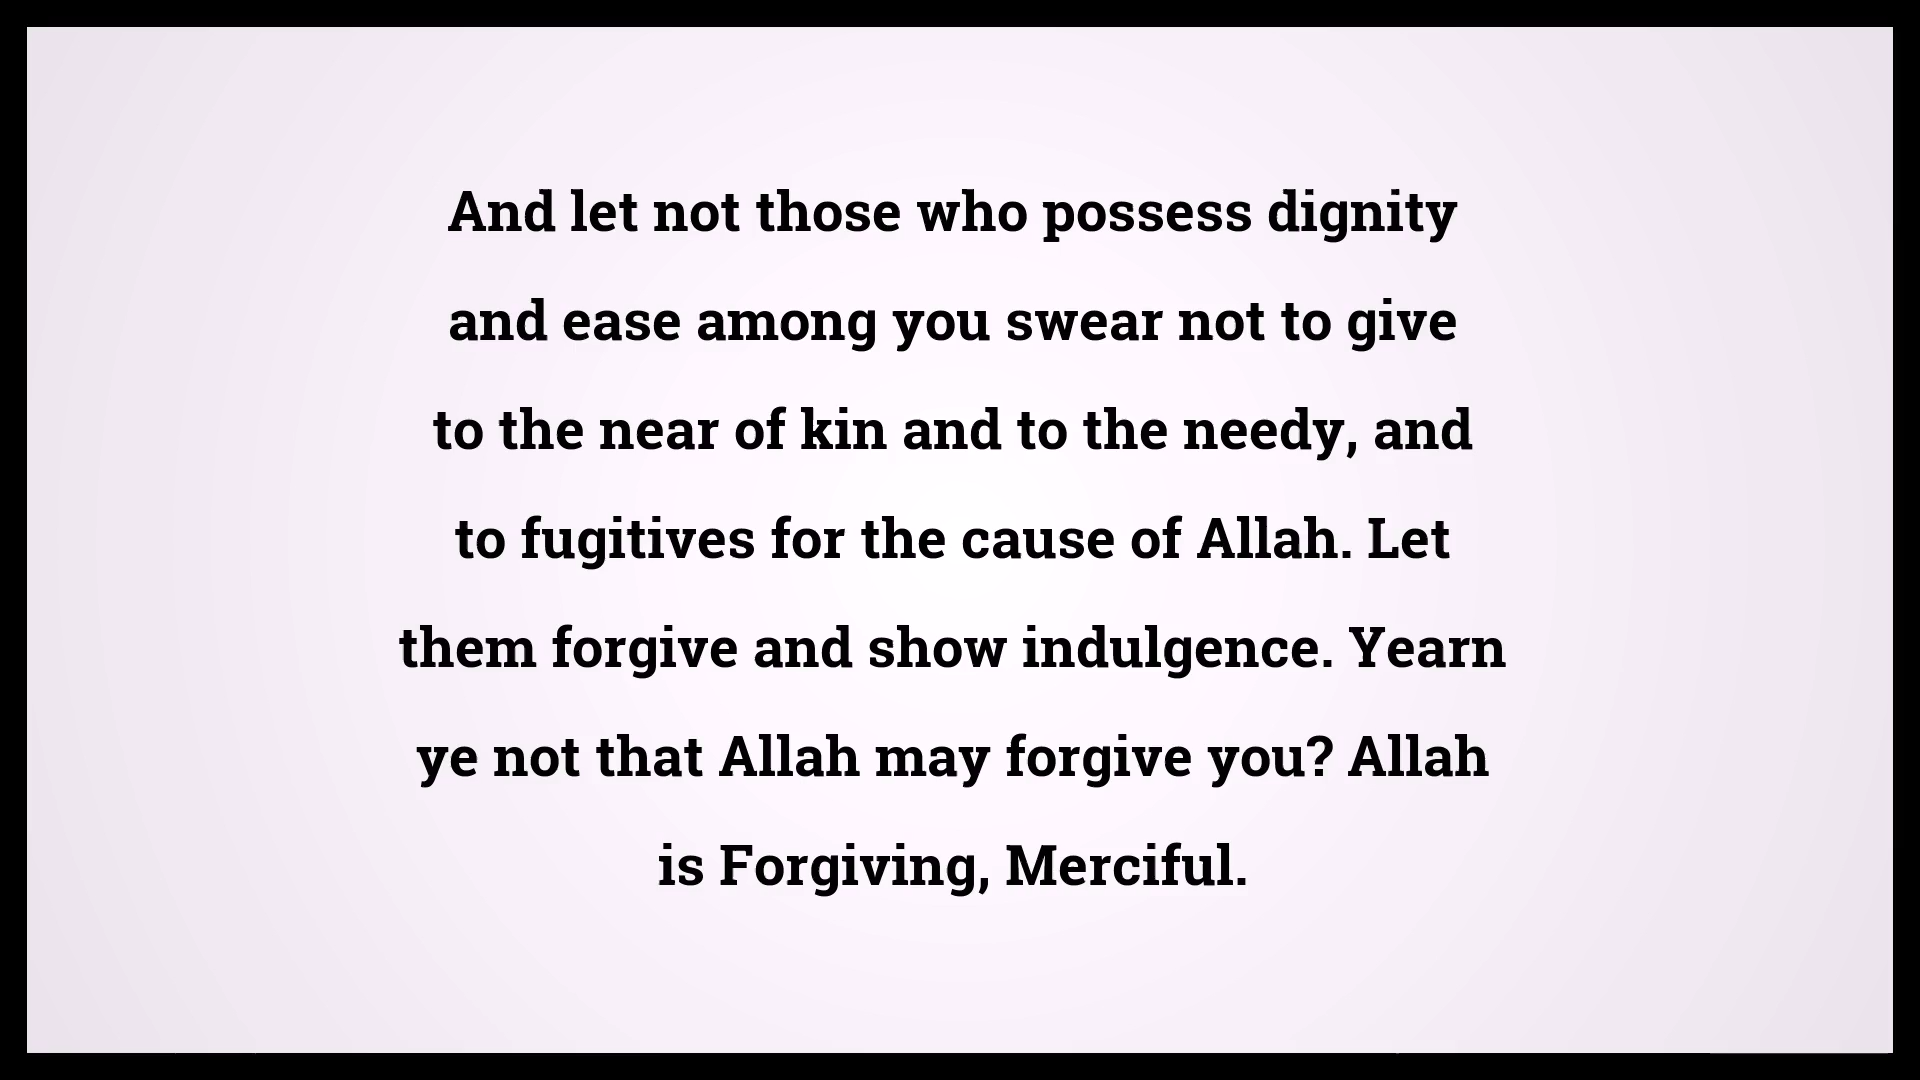 And let not those who possess dignity
and ease among you swear not to give
to the near of kin and to the needy, and
to fugitives for the cause of Allah. Let
them forgive and show indulgence. Yearn
ye not that Allah may forgive you? Allah
is Forgiving, Merciful.